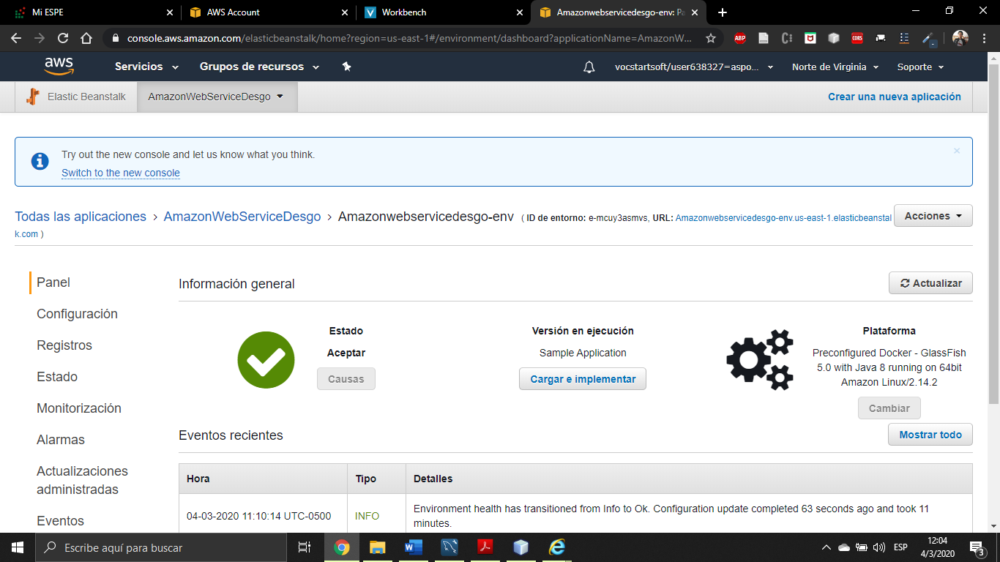 Mi ESPE
AWS Account
Workbench
Amazonwebservicedesgo-env: Pa
console.aws.amazon.com/elasticbeanstalk/home?region=us-east-1#/environment/dashboard?applicationName=AmazonW...
ABP
CORS
aws
Servicios
Grupos de recursos
vocstartsoft/user638327=aspo...
Norte de Virginia
Soporte
Elastic Beanstalk
AmazonWebServiceDesgo
Crear una nueva aplicación
Try out the new console and let us know what you think.
Switch to the new console
Todas las aplicaciones > AmazonWebServiceDesgo > Amazonwebservicedesgo-env ( ID de entorno: e-mcuy3asmvs, URL: Amazonwebservicedesgo-env.us-east-1.elasticbeanstal
k.com )
Acciones
Panel
Configuración
Registros
Estado
Monitorización
Alarmas
Actualizaciones
administradas
Eventos
Información general
Actualizar
Estado
Aceptar
Causas
Versión en ejecución
Sample Application
Cargar e implementar
Plataforma
Preconfigured Docker - GlassFish
5.0 with Java 8 running on 64bit
Amazon Linux/2.14.2
Cambiar
Eventos recientes
Mostrar todo
Hora
Tipo
Detalles
04-03-2020 11:10:14 UTC-0500
INFO
Environment health has transitioned from Info to Ok. Configuration update completed 63 seconds ago and took 11
minutes.
Escribe aquí para buscar
ESP
12:04
4/3/2020
3